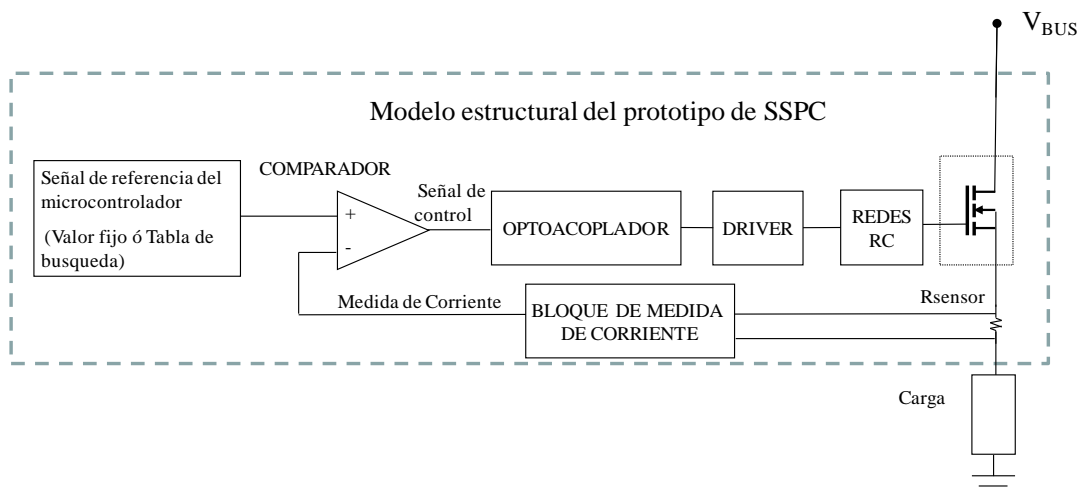 V_BUS
Modelo estructural del prototipo de SSPC
COMPARADOR
Señal de referencia del
microcontrolador
(Valor fijo ó Tabla de
busqueda)
+
-
Señal de
control
OPTOACOPLADOR
DRIVER
REDES
RC
Medida de Corriente
BLOQUE DE MEDIDA
DE CORRIENTE
Rsensor
Carga